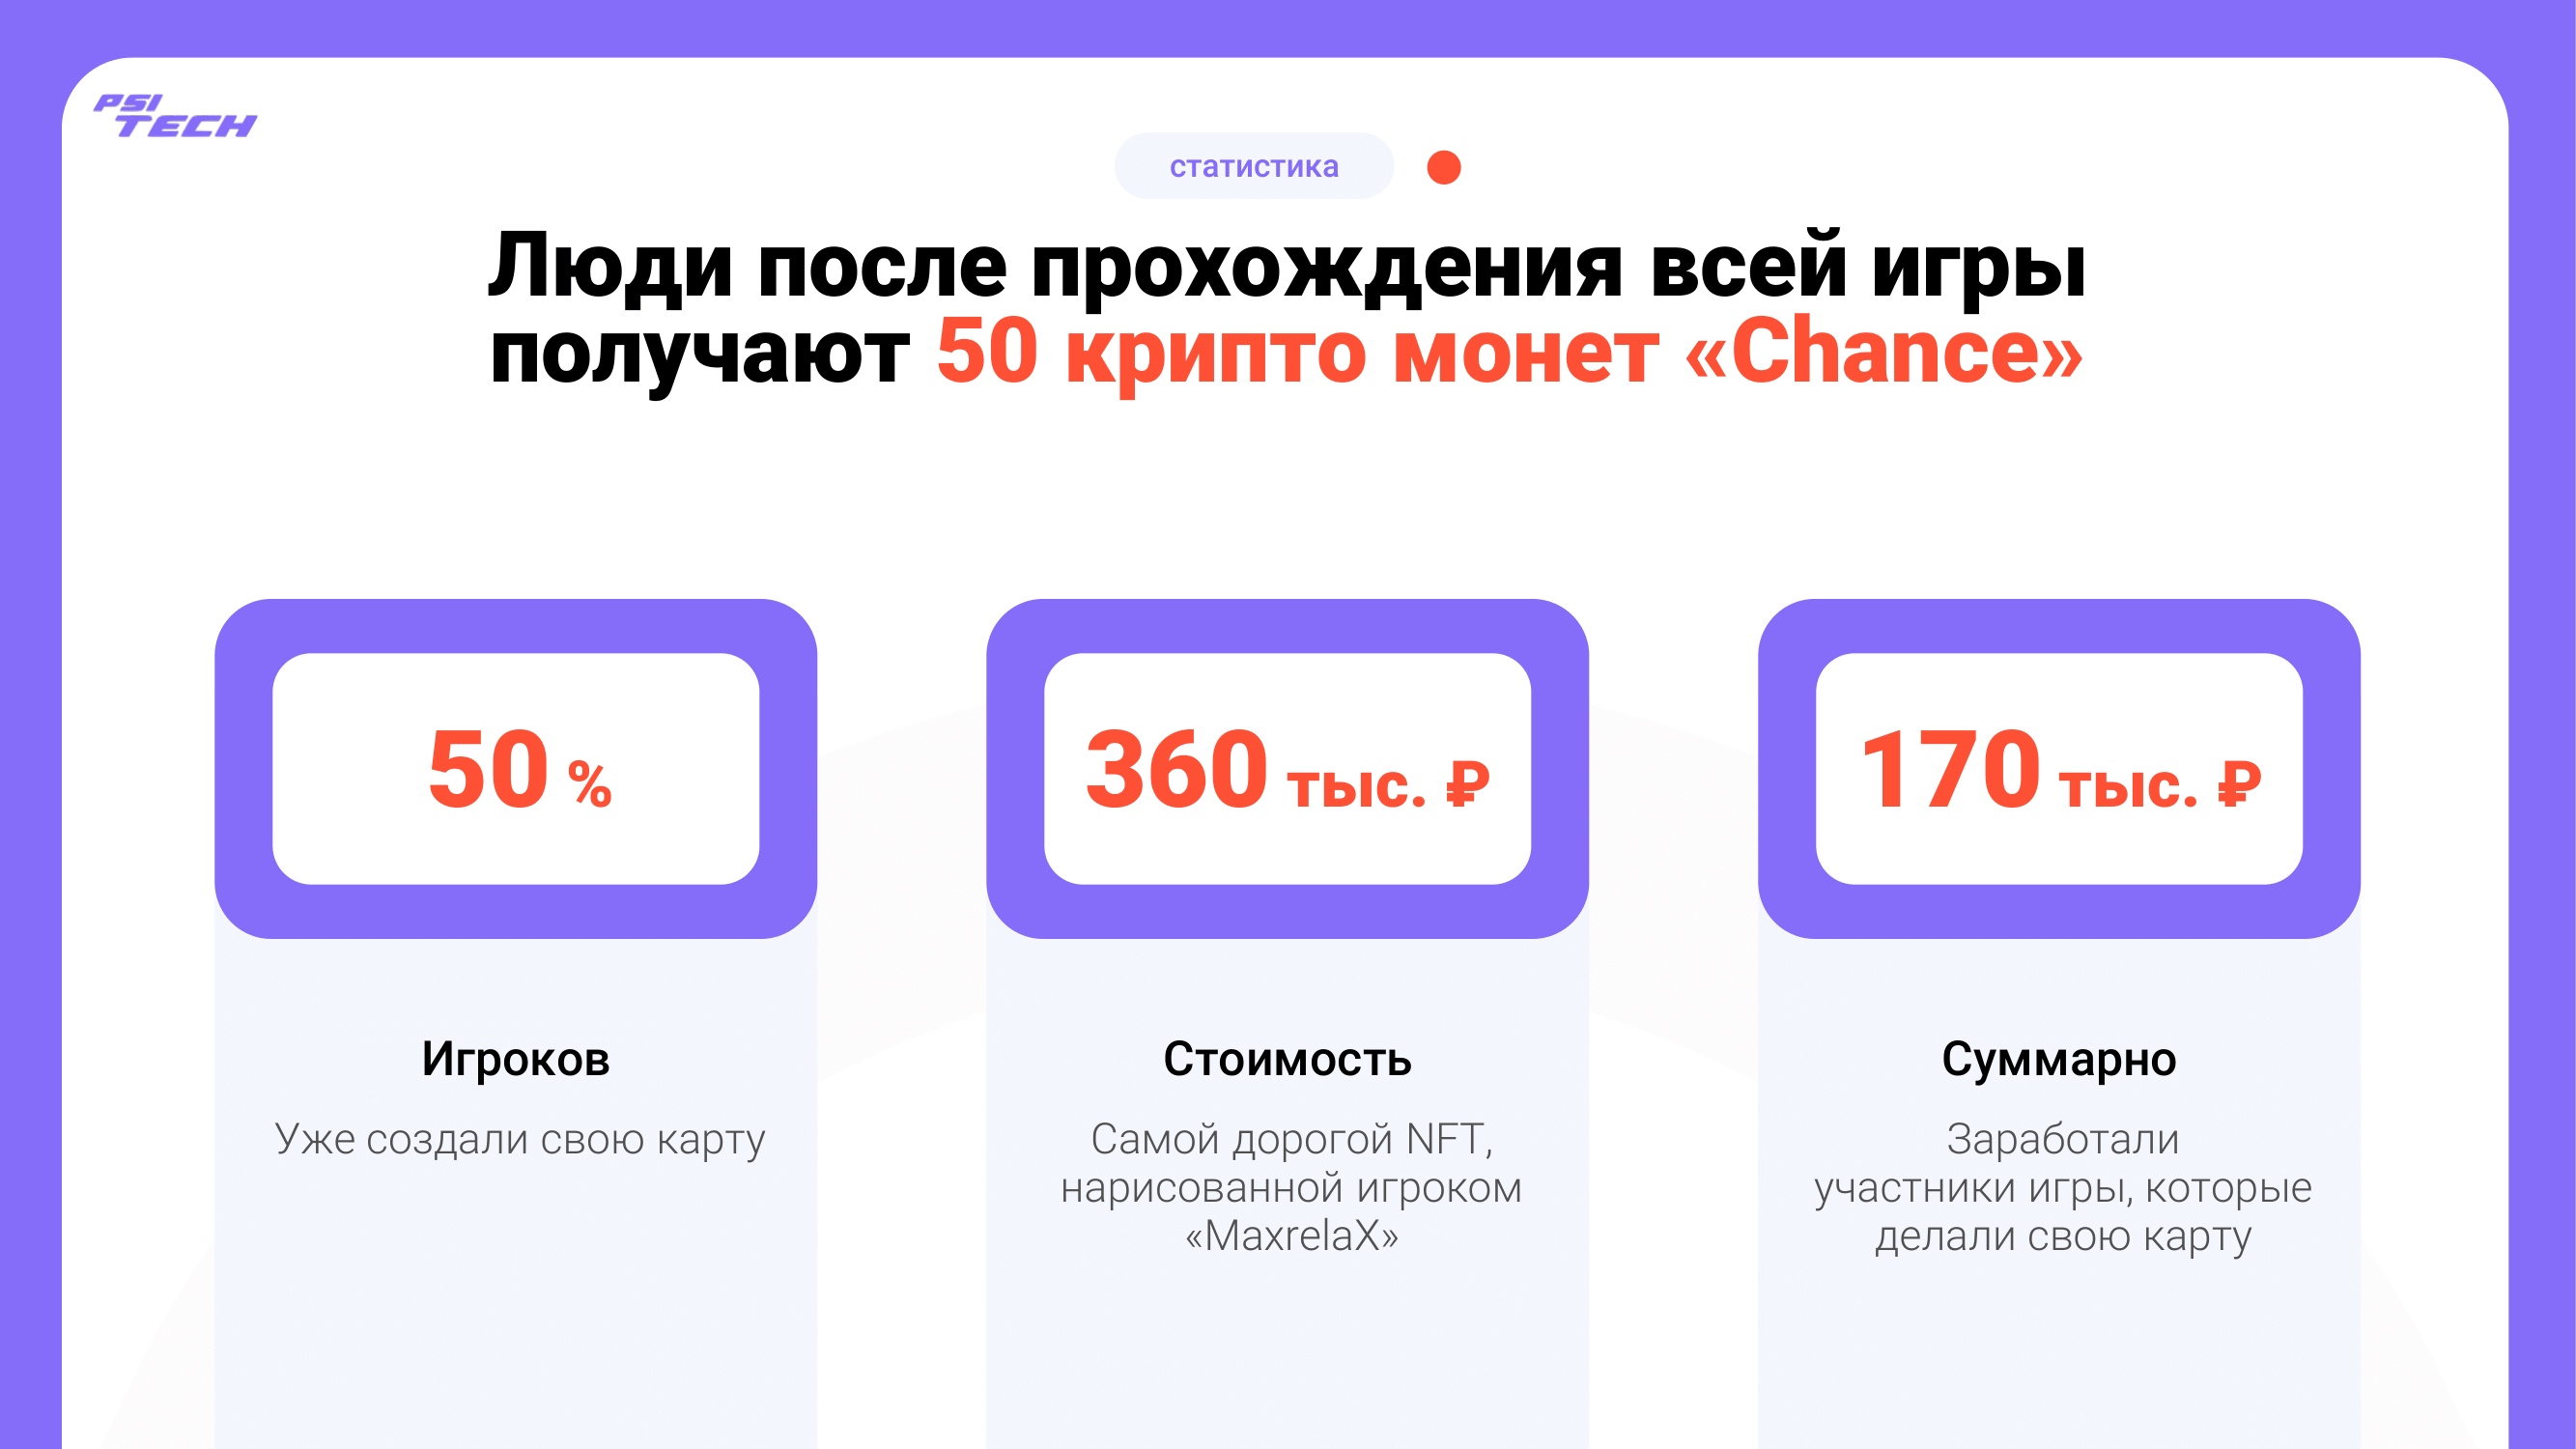 PSI
TECH
статистика
Люди после прохождения всей игры
получают 50 крипто монет «Chance»
50 %
Игроков
Уже создали свою карту
360 тыс. ₽
Стоимость
Самой дорогой NFT,
нарисованной игроком
«MaxrelaX»
170 тыс. ₽
Суммарно
Заработали
участники игры, которые
делали свою карту